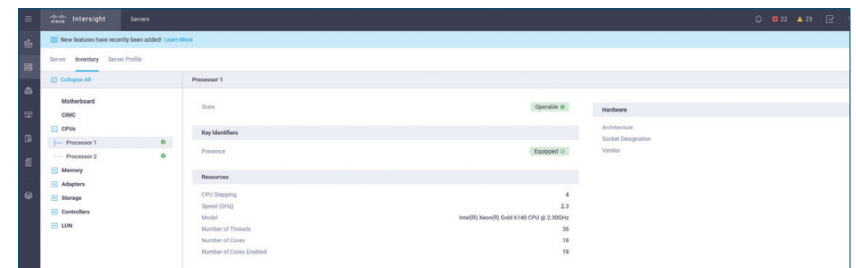 cisco Intersight Servers 22 23
New features have recently been added! Learn More
Server Inventory Server Profile
Collapse All
Processor 1
Motherboard
CIMC
CPUs
Processor 1
Processor 2
Memory
Adapters
Storage
Controllers
LUN
State Operable
Key Identifiers
Presence Equipped
Resources
CPU Stepping 4
Speed (GHz) 2.3
Model Intel(R) Xeon(R) Gold 6140 CPU @ 2.30GHz
Number of Threads 36
Number of Cores 18
Number of Cores Enabled 18
Hardware
Architecture
Socket Designation
Vendor